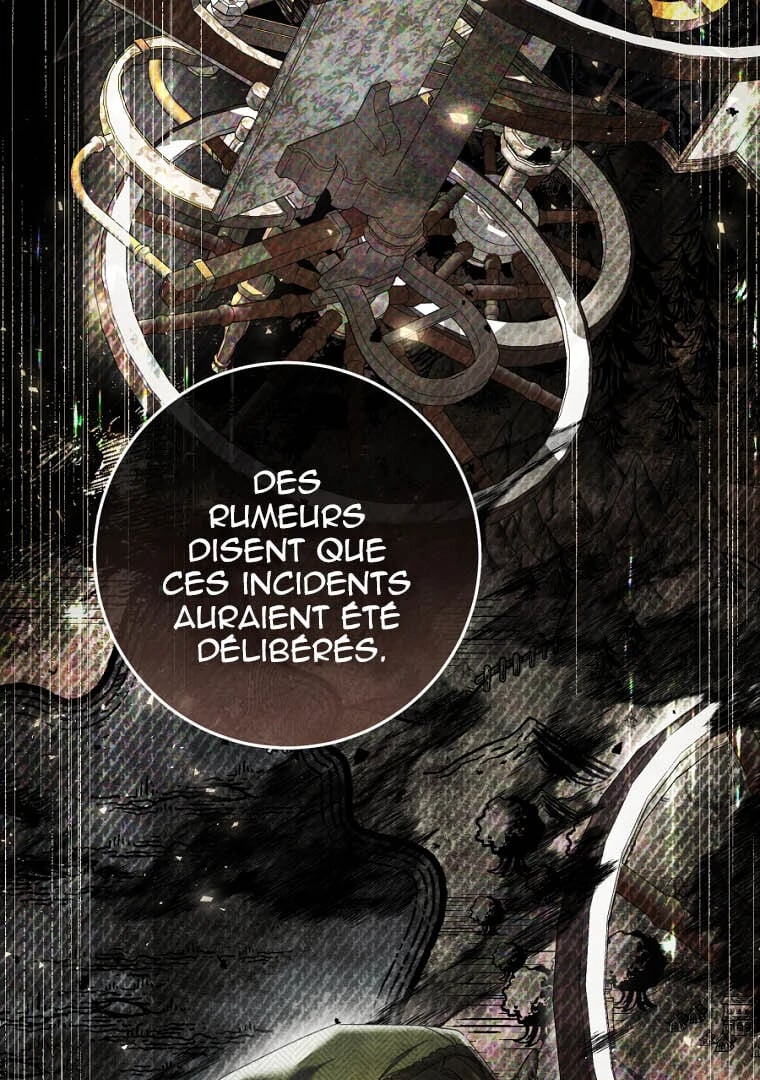 DES
RUMEURS
DISENT QUE
CES INCIDENTS
AURAIENT ÉTÉ
DÉLIBÉRÉS.